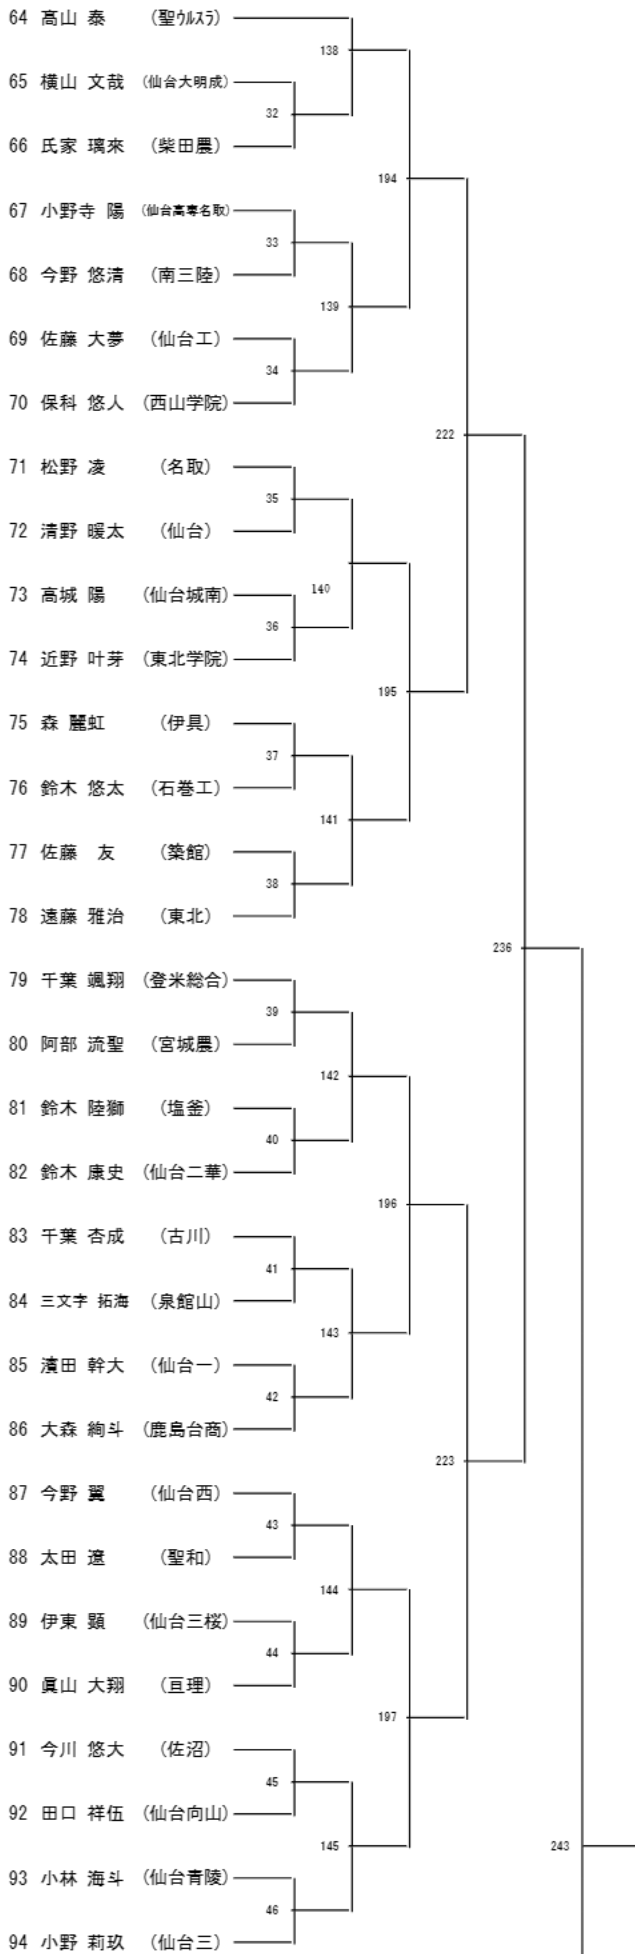 64 髙山 泰 (聖ウルスラ)
138
65 横山 文哉 (仙台大明成)
32
66 氏家 璃來 (柴田農)
194
67 小野寺 陽 (仙台高専名取)
33
68 今野 悠清 (南三陸)
139
69 佐藤 大夢 (仙台工)
34
70 保科 悠人 (西山学院)
222
71 松野 凌 (名取)
35
72 清野 暖太 (仙台)
140
73 高城 陽 (仙台城南)
36
74 近野 叶芽 (東北学院)
195
75 森 麗虹 (伊具)
37
76 鈴木 悠太 (石巻工)
141
77 佐藤 友 (築館)
38
78 遠藤 雅治 (東北)
236
79 千葉 颯翔 (登米総合)
39
80 阿部 流聖 (宮城農)
142
81 鈴木 陸獅 (塩釜)
40
82 鈴木 康史 (仙台二華)
196
83 千葉 杏成 (古川)
41
84 三文字 拓海 (泉館山)
143
85 濱田 幹大 (仙台一)
42
86 大森 絢斗 (鹿島台商)
223
87 今野 翼 (仙台西)
43
88 太田 遼 (聖和)
144
89 伊東 顕 (仙台三桜)
44
90 眞山 大翔 (亘理)
197
91 今川 悠大 (佐沼)
45
92 田口 祥伍 (仙台向山)
145 243
93 小林 海斗 (仙台青陵)
46
94 小野 莉玖 (仙台三)